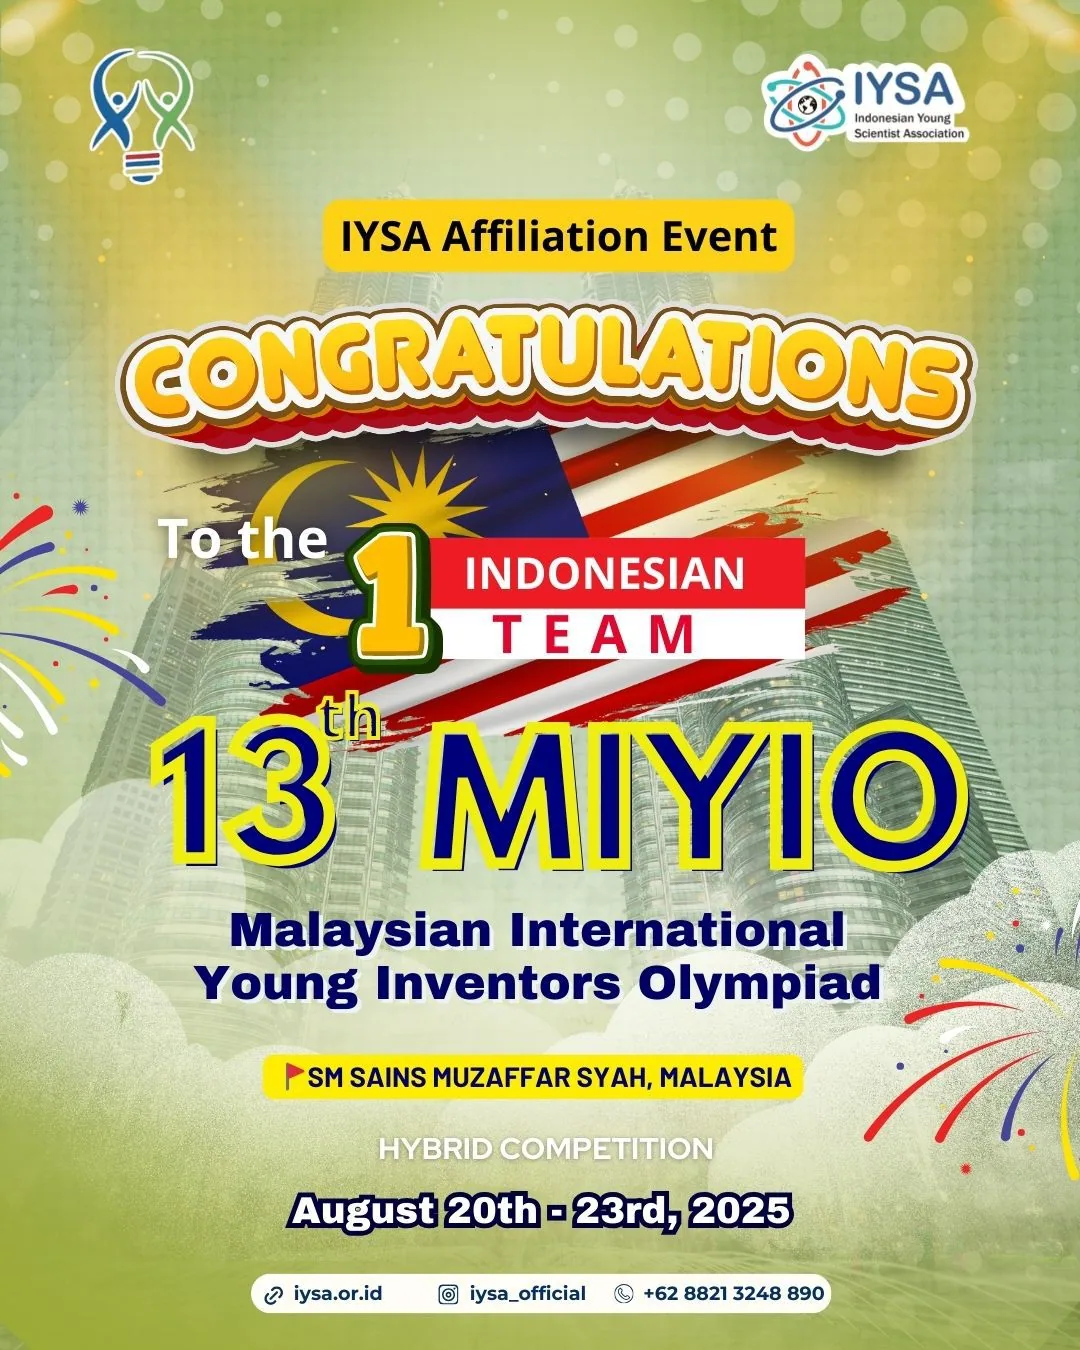 IYSA
Indonesian Young
Scientist Association
IYSA Affiliation Event
CONGRATULATIONS
To the 1 INDONESIAN
TEAM
13th MIYIO
Malaysian International
Young Inventors Olympiad
SM SAINS MUZAFFAR SYAH, MALAYSIA
HYBRID COMPETITION
August 20th - 23rd, 2025
iysa.or.id iysa_official +62 8821 3248 890